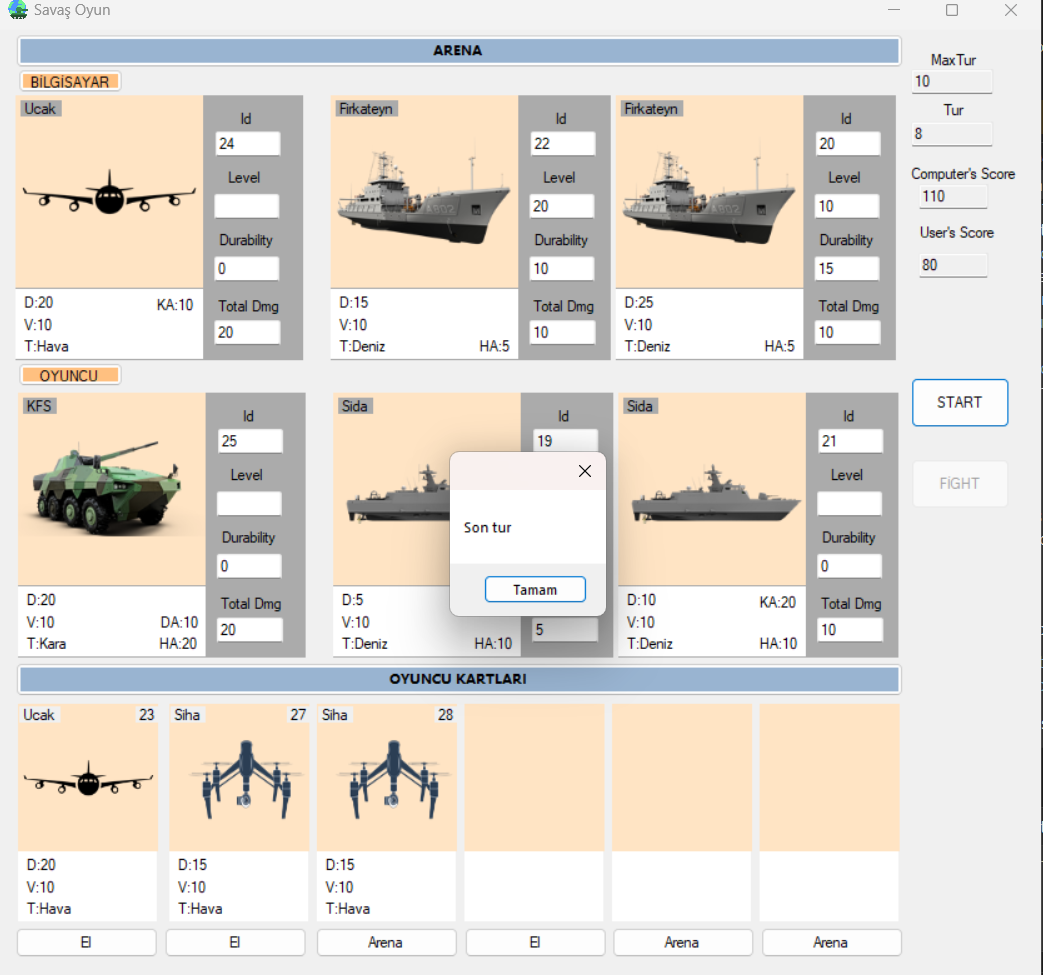 Savaş Oyun
ARENA
BİLGİSAYAR
Ucak
Id
24
Level
Durability
0
Total Dmg
20
D:20
KA:10
V:10
T:Hava
Firkateyn
Id
22
Level
20
Durability
10
Total Dmg
10
D:15
V:10
T:Deniz
HA:5
Firkateyn
Id
20
Level
10
Durability
15
Total Dmg
10
D:25
V:10
T:Deniz
HA:5
MaxTur
10
Tur
8
Computer's Score
110
User's Score
80
START
FİGHT
OYUNCU
KFS
Id
25
Level
Durability
0
Total Dmg
20
D:20
V:10
DA:10
T:Kara
HA:20
Sida
Id
19
5
D:5
V:10
T:Deniz
HA:10
Son tur
Tamam
Sida
Id
21
Level
Durability
0
Total Dmg
10
D:10
KA:20
V:10
T:Deniz
HA:10
OYUNCU KARTLARI
Ucak 23
D:20
V:10
T:Hava
El
Siha 27
D:15
V:10
T:Hava
El
Siha 28
D:15
V:10
T:Hava
Arena
El
Arena
Arena